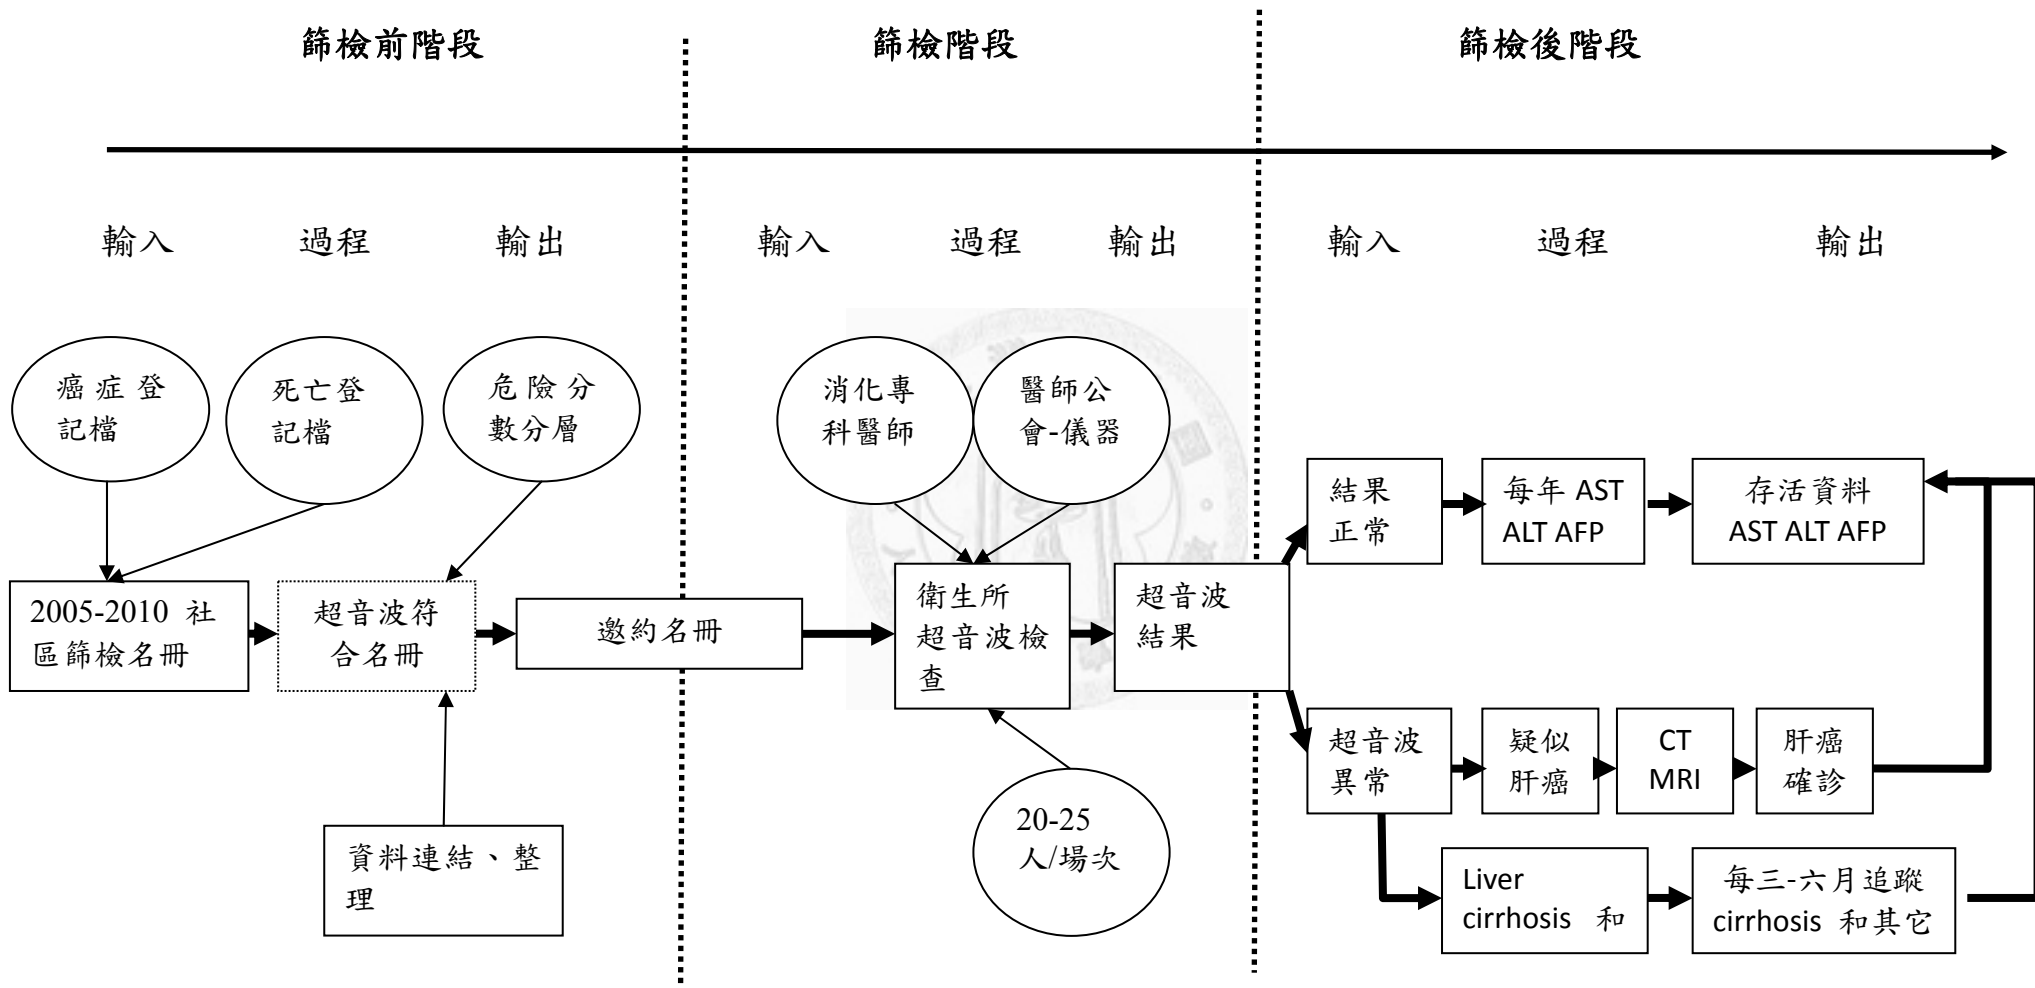 篩檢前階段
篩檢階段
篩檢後階段
輸入
過程
輸出
輸入
過程
輸出
輸入
過程
輸出
癌症登
記檔
死亡登
記檔
危險分
數分層
消化專
科醫師
醫師公
會-儀器
2005-2010 社
區篩檢名冊
超音波符
合名冊
邀約名冊
衛生所
超音波檢
查
超音波
結果
結果
正常
每年 AST
ALT AFP
存活資料
AST ALT AFP
超音波
異常
疑似
肝癌
CT
MRI
肝癌
確診
資料連結、整
理
20-25
人/場次
Liver
cirrhosis 和
每三-六月追蹤
cirrhosis 和其它